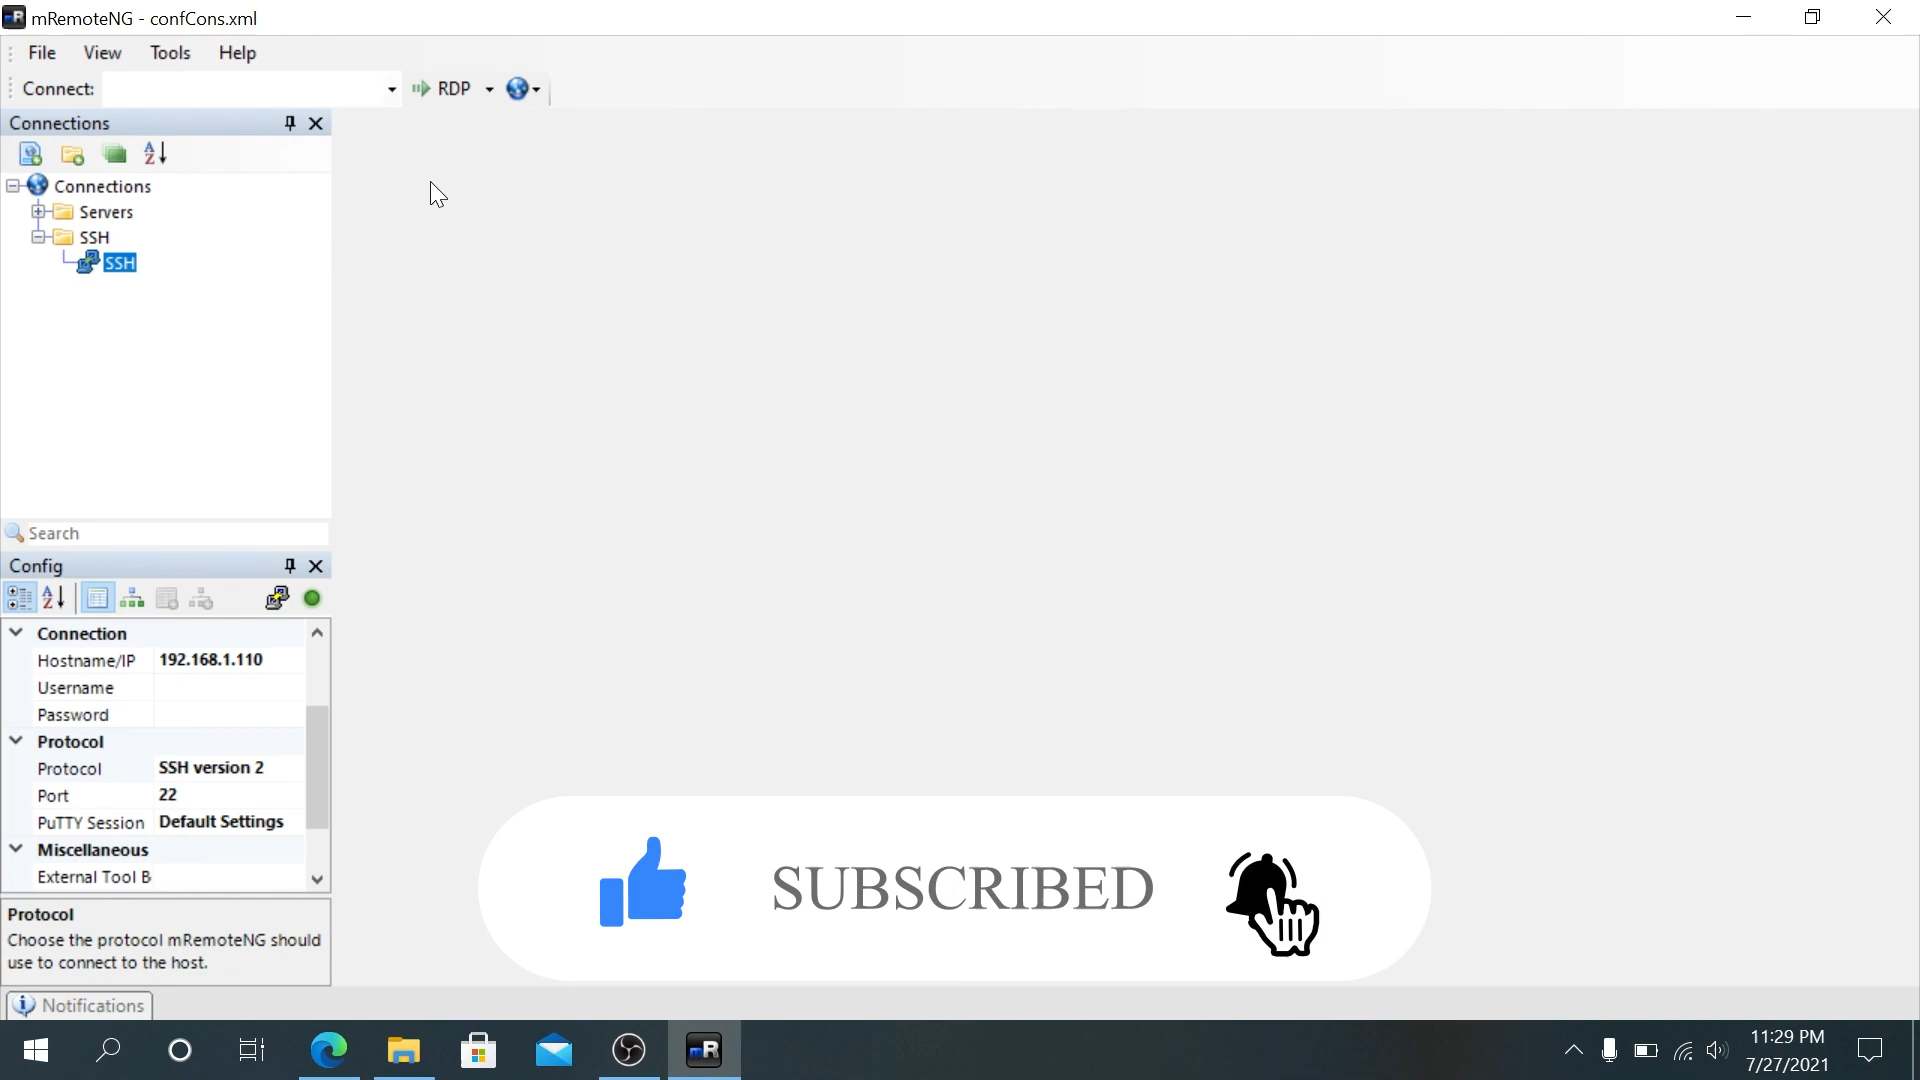 mRemoteNG - confCons.xml
File View Tools Help
Connect: RDP
Connections
Connections
Servers
SSH
SSH
Search
Config
Connection
Hostname/IP 192.168.1.110
Username
Password
Protocol
Protocol SSH version 2
Port 22
PuTTY Session Default Settings
Miscellaneous
External Tool B
Protocol
Choose the protocol mRemoteNG should
use to connect to the host.
Notifications
SUBSCRIBED
11:29 PM
7/27/2021